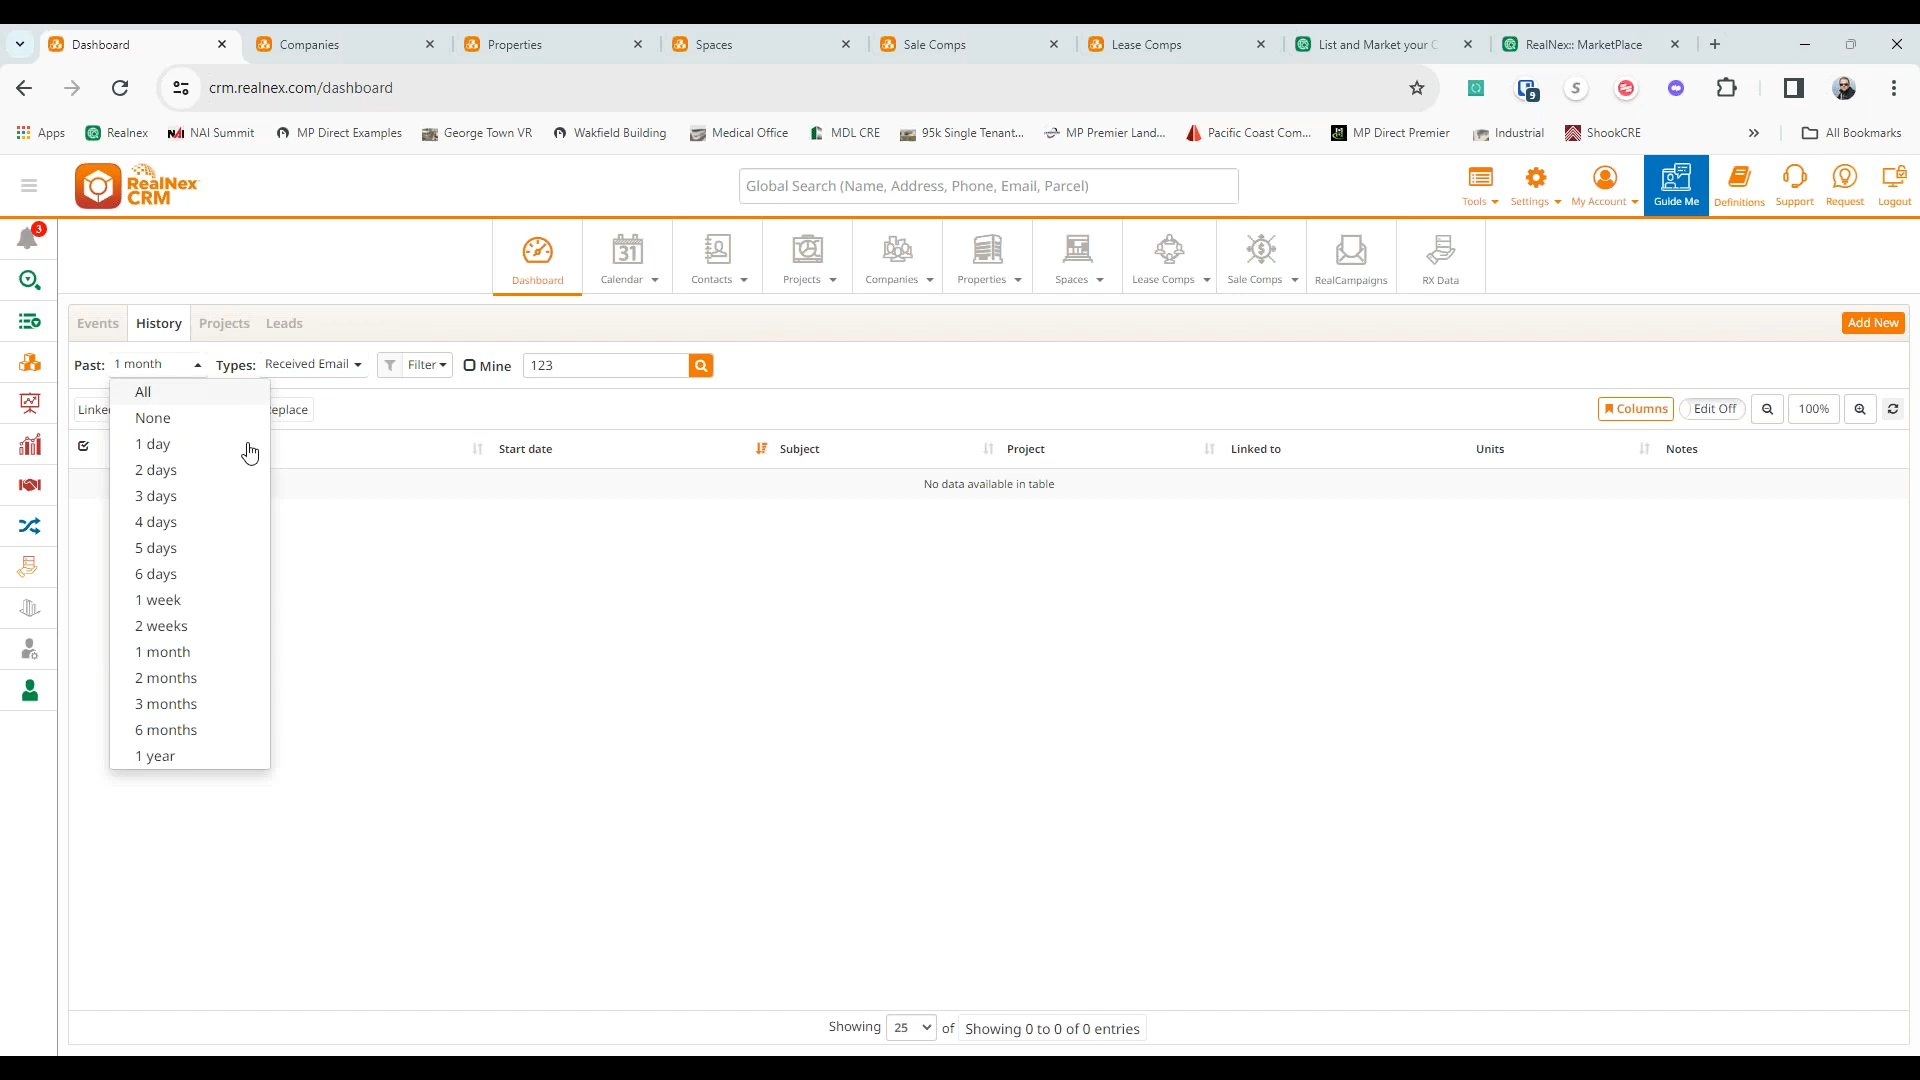 Dashboard
Companies
Properties
Spaces
Sale Comps
Lease Comps
List and Market your C
RealNex:: MarketPlace
crm.realnex.com/dashboard
S
9
Apps
Realnex
NAI Summit
MP Direct Examples
George Town VR
Wakfield Building
Medical Office
MDL CRE
95k Single Tenant...
MP Premier Land...
Pacific Coast Com...
MP Direct Premier
Industrial
ShookCRE
»
All Bookmarks
RealNex
CRM
Global Search (Name, Address, Phone, Email, Parcel)
Tools
Settings
My Account
Guide Me
Definitions
Support
Request
Logout
3
Dashboard
31
Calendar
Contacts
Projects
Companies
Properties
Spaces
Lease Comps
Sale Comps
RealCampaigns
RX Data
Events
History
Projects
Leads
Add New
Past: 1 month
Types: Received Email
Filter
Mine
123
Linke
eplace
Columns
Edit Off
100%
Start date
Subject
Project
Linked to
Units
Notes
No data available in table
All
None
1 day
2 days
3 days
4 days
5 days
6 days
1 week
2 weeks
1 month
2 months
3 months
6 months
1 year
Showing 25 of Showing 0 to 0 of 0 entries